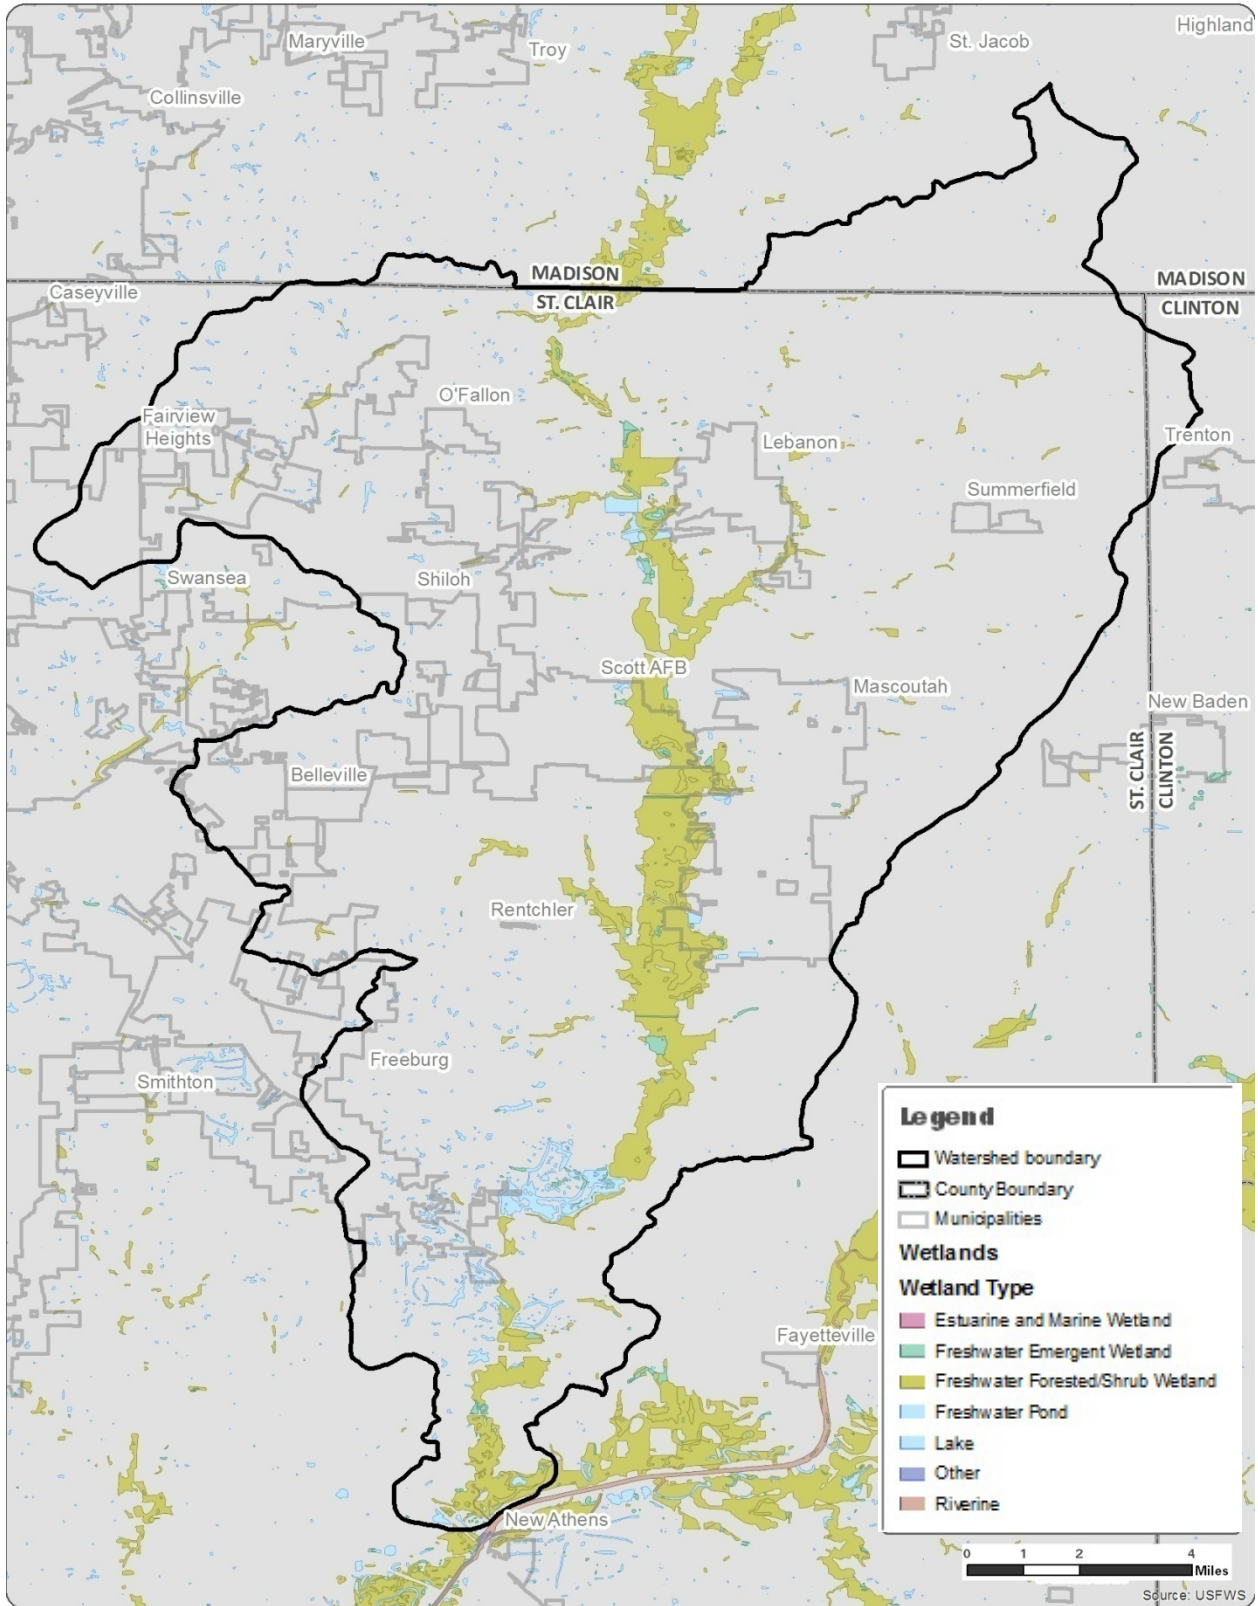 Highland
St. Jacob
Maryville
Troy
Collinsville
MADISON
ST. CLAIR
MADISON
CLINTON
Caseyville
O'Fallon
Fairview
Heights
Lebanon
Trenton
Summerfield
Swansea
Shiloh
Scott AFB
Mascoutah
New Baden
ST. CLAIR
CLINTON
Belleville
Rentchler
Freeburg
Smithton
Fayetteville
New Athens
Legend
Watershed boundary
County Boundary
Municipalities
Wetlands
Wetland Type
Estuarine and Marine Wetland
Freshwater Emergent Wetland
Freshwater Forested/Shrub Wetland
Freshwater Pond
Lake
Other
Riverine
0 1 2 4
Miles
Source: USFWS